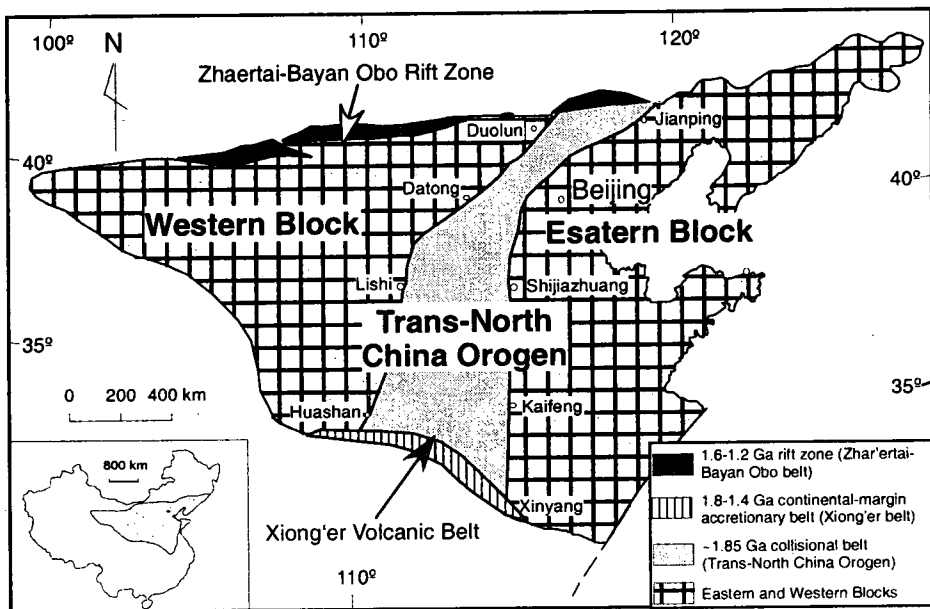 100º
110º
120º
N
Zhaertai-Bayan Obo Rift Zone
Duolun
Jianping
40º
40º
Datong
Beijing
Western Block
Esatern Block
Lishi
Shijiazhuang
Trans-North
China Orogen
35º
35º
0 200 400 km
Huashan
Kaifeng
800 km
Xinyang
Xiong'er Volcanic Belt
110º
1.6-1.2 Ga rift zone (Zhar'ertai-
Bayan Obo belt)
1.8-1.4 Ga continental-margin
accretionary belt (Xiong'er belt)
~1.85 Ga collisional belt
(Trans-North China Orogen)
Eastern and Western Blocks